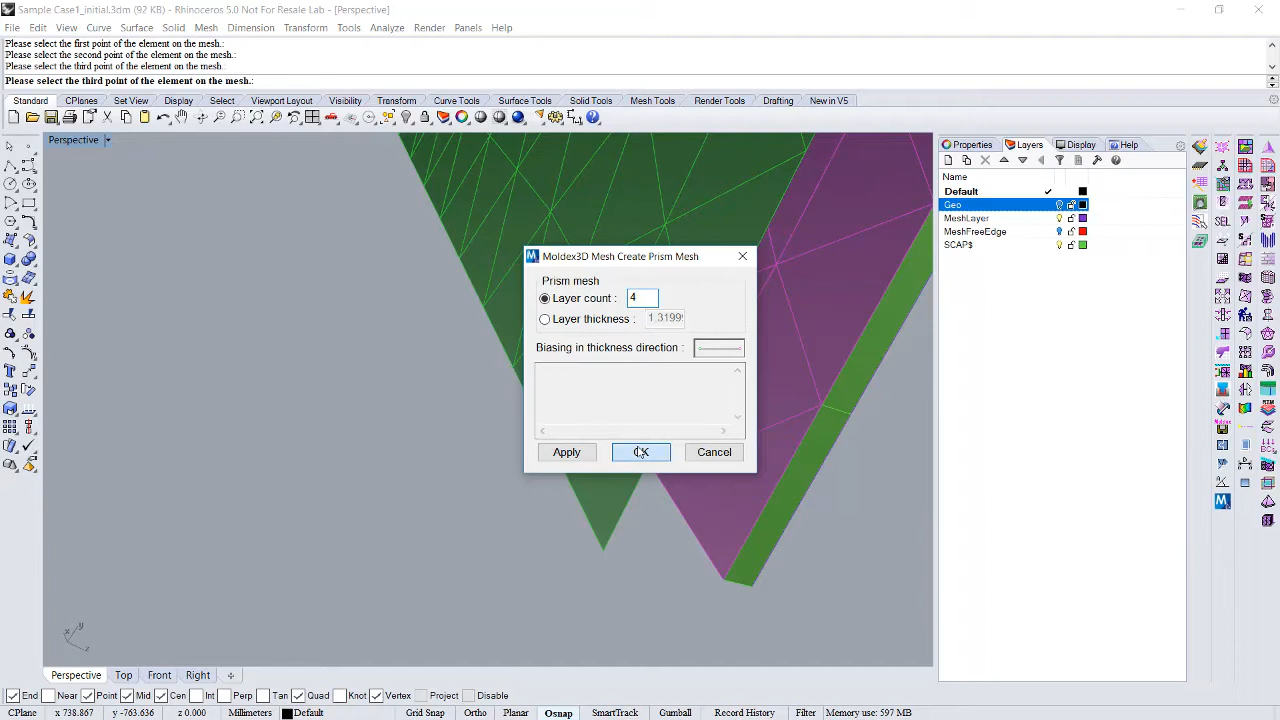 Sample Case1_initial.3dm (92 KB) - Rhinoceros 5.0 Not For Resale Lab - [Perspective]
File Edit View Curve Surface Solid Mesh Dimension Transform Tools Analyze Render Panels Help
Please select the first point of the element on the mesh.:
Please select the second point of the element on the mesh.:
Please select the third point of the element on the mesh.:
Please select the third point of the element on the mesh.:
Standard CPlanes Set View Display Select Viewport Layout Visibility Transform Curve Tools Surface Tools Solid Tools Mesh Tools Render Tools Drafting New in V5
Perspective
Properties Layers Display Help
Name
Default
Geo
MeshLayer
MeshFreeEdge
Moldex3D Mesh Create Prism Mesh
Prism mesh
Layer count : 4
Layer thickness : 1.3199
Biasing in thickness direction :
Apply OK Cancel
x y z
Perspective Top Front Right
End Near Point Mid Cen Int Perp Tan Quad Knot Vertex Project Disable
CPlane x 738.867 y -763.636 z 0.000 Millimeters Default Grid Snap Ortho Planar Osnap SmartTrack Gumball Record History Filter Memory use: 597 MB